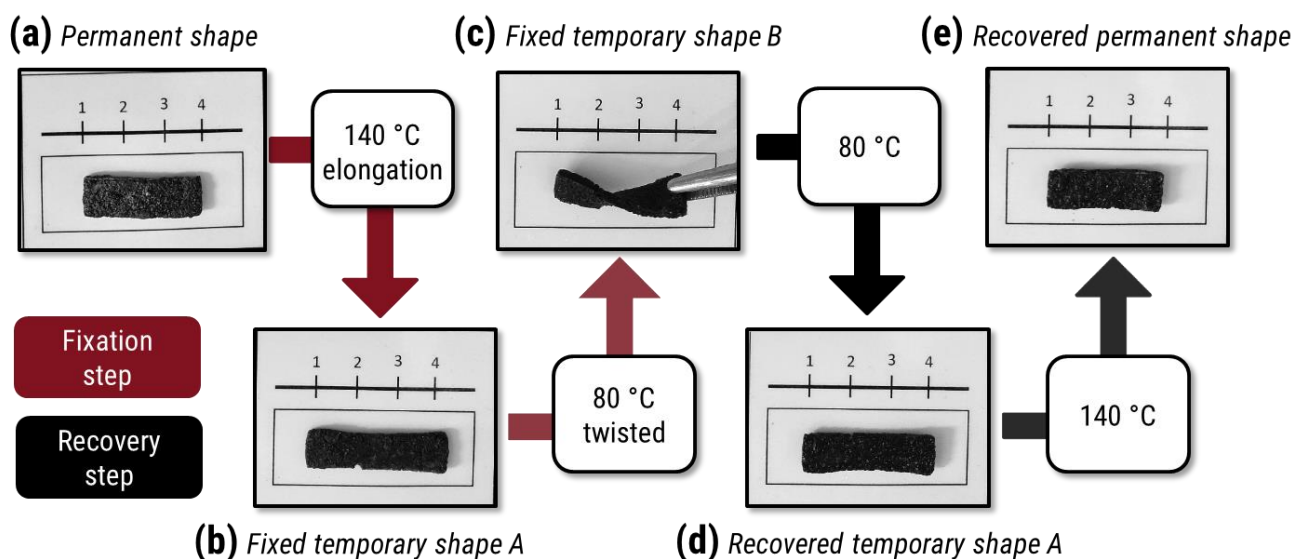 (a) Permanent shape
(c) Fixed temporary shape B
(e) Recovered permanent shape
1 2 3 4
140 °C
elongation
1 2 3 4
80 °C
1 2 3 4
Fixation
step
Recovery
step
1 2 3 4
80 °C
twisted
1 2 3 4
140 °C
(b) Fixed temporary shape A
(d) Recovered temporary shape A